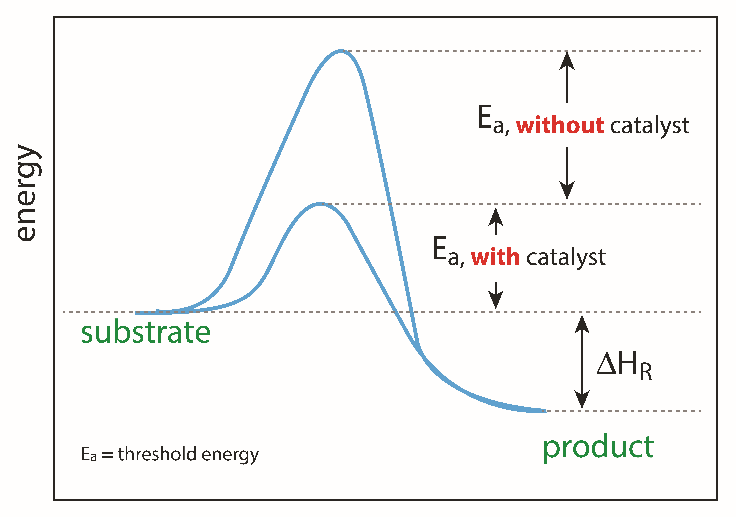 energy
Ea, without catalyst
Ea, with catalyst
substrate
ΔHR
product
Ea = threshold energy